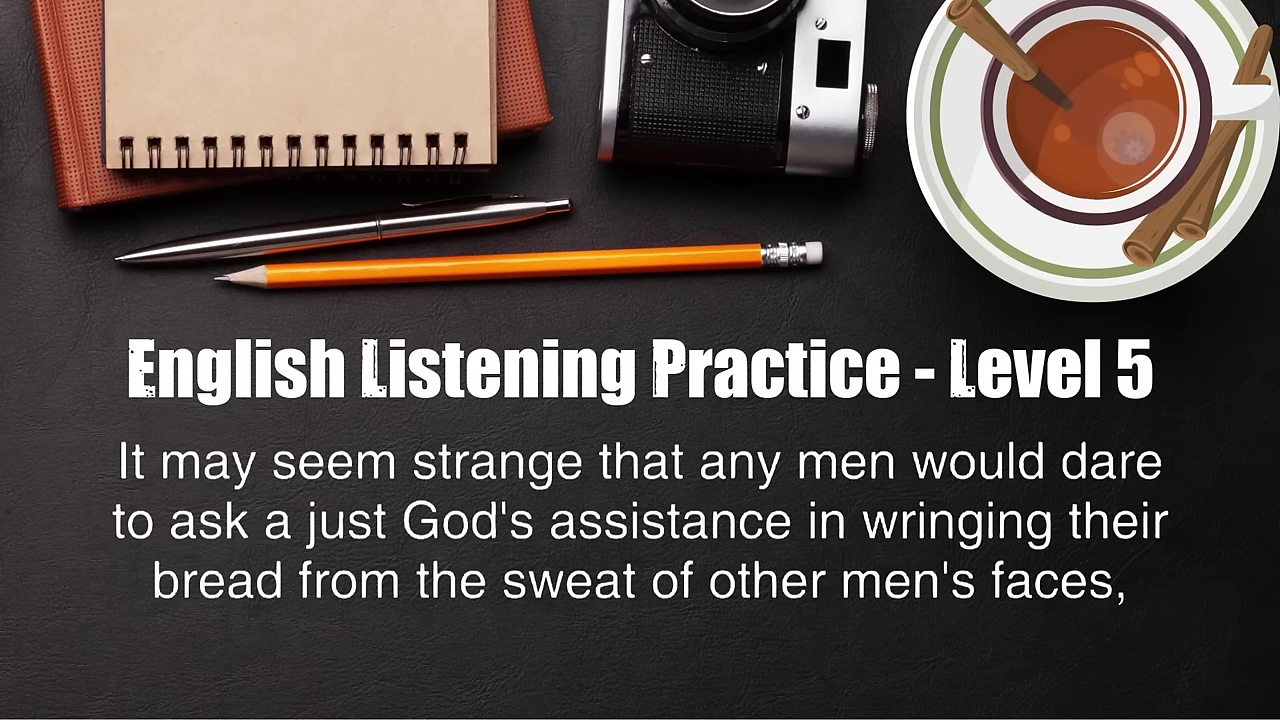 English Listening Practice - Level 5
It may seem strange that any men would dare
to ask a just God's assistance in wringing their
bread from the sweat of other men's faces,